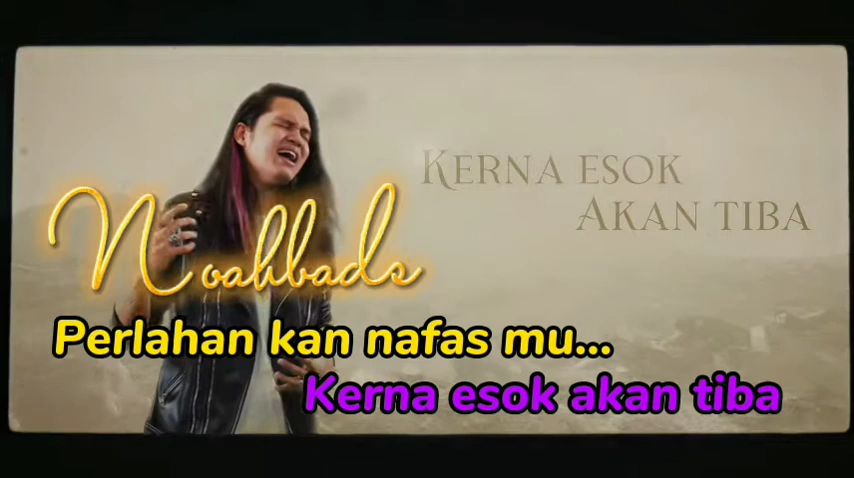 KERNA ESOK
AKAN TIBA
Noahbads
Perlahan kan nafas mu...
Kerna esok akan tiba